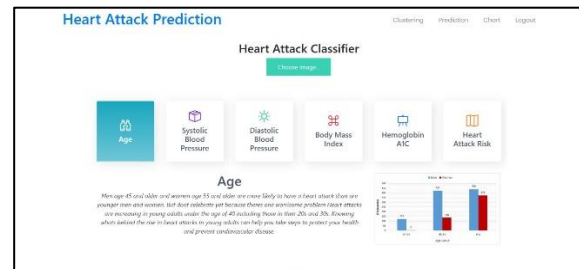 Heart Attack Prediction
Clustering Prediction Chart Logout
Heart Attack Classifier
Choose Image...
Age
Systolic Blood Pressure
Diastolic Blood Pressure
Body Mass Index
Hemoglobin A1C
Heart Attack Risk
Age
Men age 45 and older and women age 55 and older are more likely to have a heart attack than are
younger men and women. But dont celebrate yet because theres one worrisome problem Heart attacks
are increasing in young adults under the age of 40 including those in their 20s and 30s. Knowing
whats behind the rise in heart attacks in young adults can help you take steps to protect your health
and prevent cardiovascular disease.